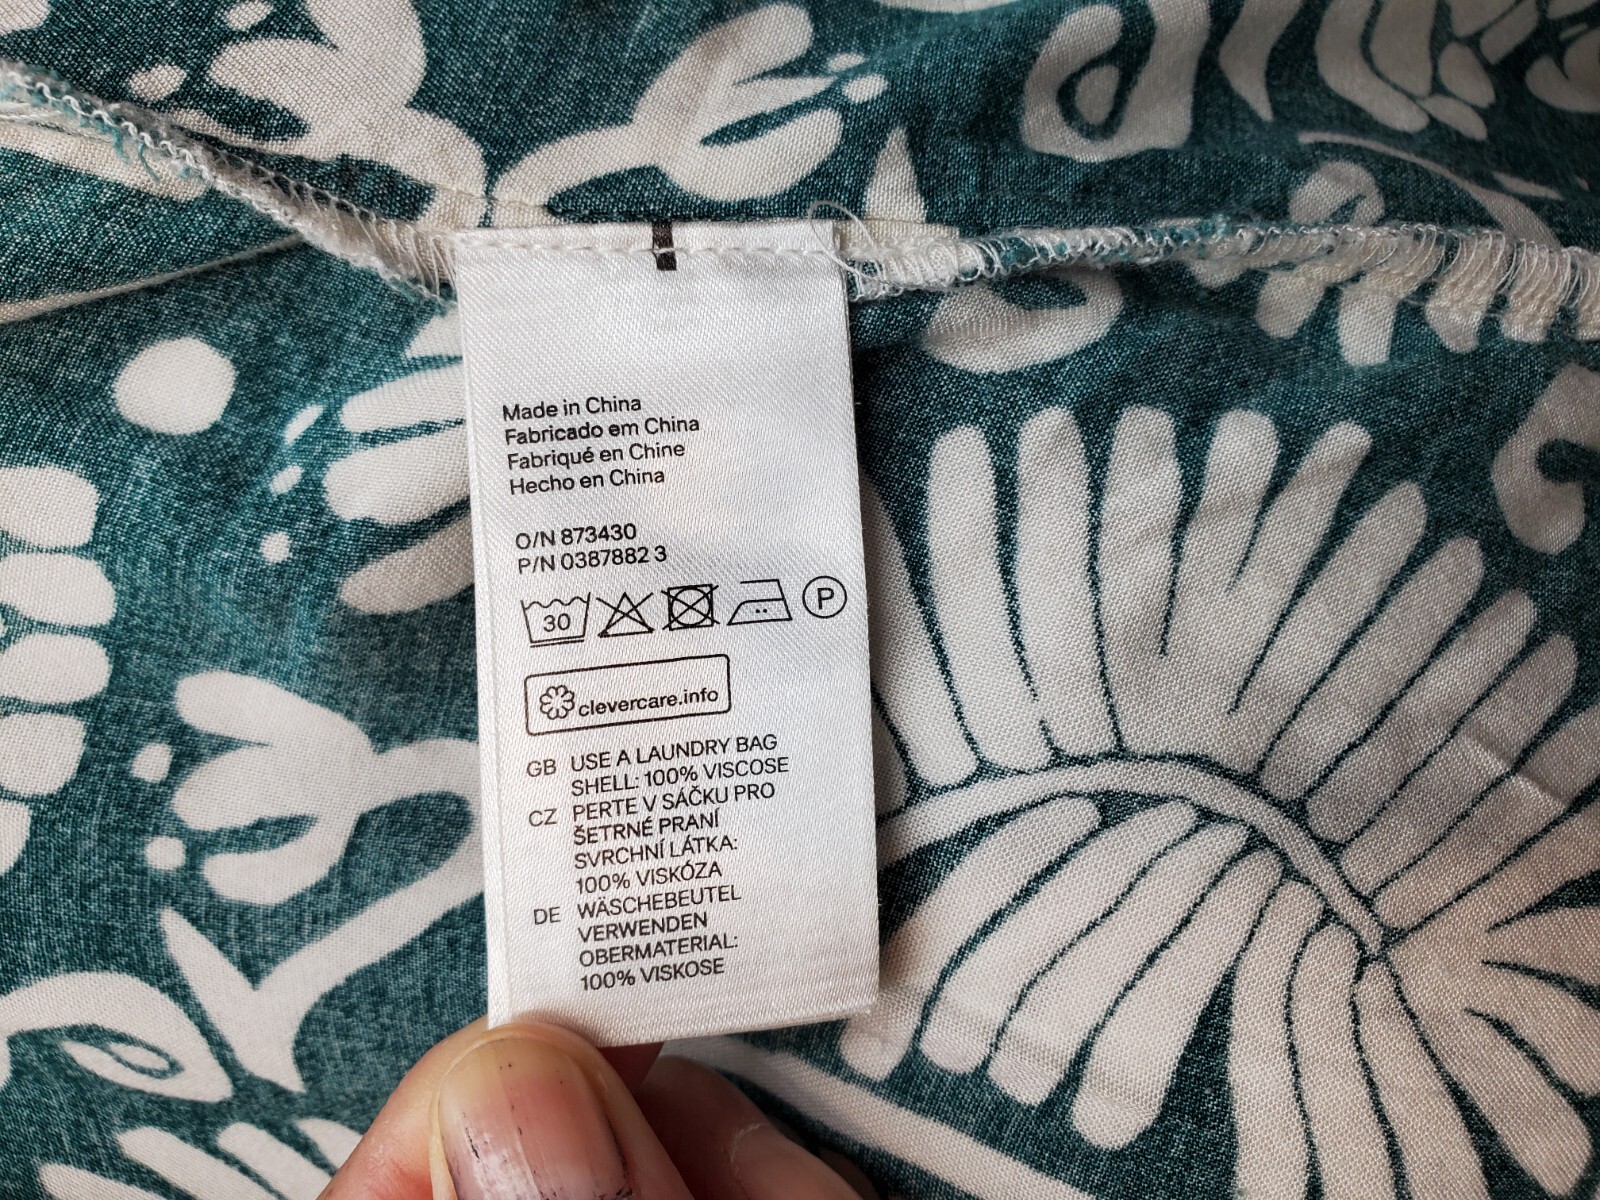 Made in China
Fabricado em China
Fabriqué en Chine
Hecho en China
O/N 873430
P/N 0387882 3
30 P
clevercare.info
GB USE A LAUNDRY BAG
SHELL: 100% VISCOSE
CZ PERTE V SÁČKU PRO
ŠETRNÉ PRANÍ
SVRCHNÍ LÁTKA:
100% VISKÓZA
DE WÄSCHEBEUTEL
VERWENDEN
OBERMATERIAL:
100% VISKOSE